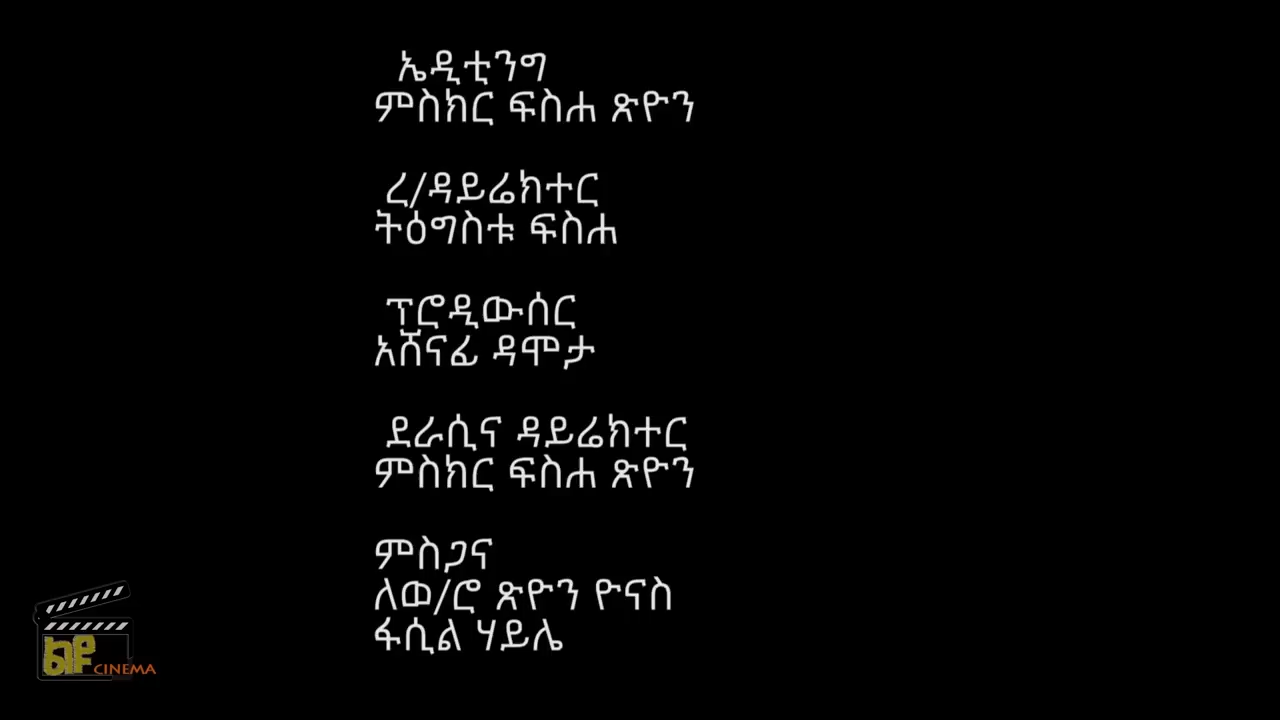 ኤዲቲንግ
ምስክር ፍስሐ ጽዮን
ረ/ዳይሬክተር
ትዕግስቱ ፍስሐ
ፕሮዲውሰር
አሸናፊ ዳሞታ
ደራሲና ዳይሬክተር
ምስክር ፍስሐ ጽዮን
ምስጋና
ለወ/ሮ ጽዮን ዮናስ
ፋሲል ሃይሌ
CINEMA